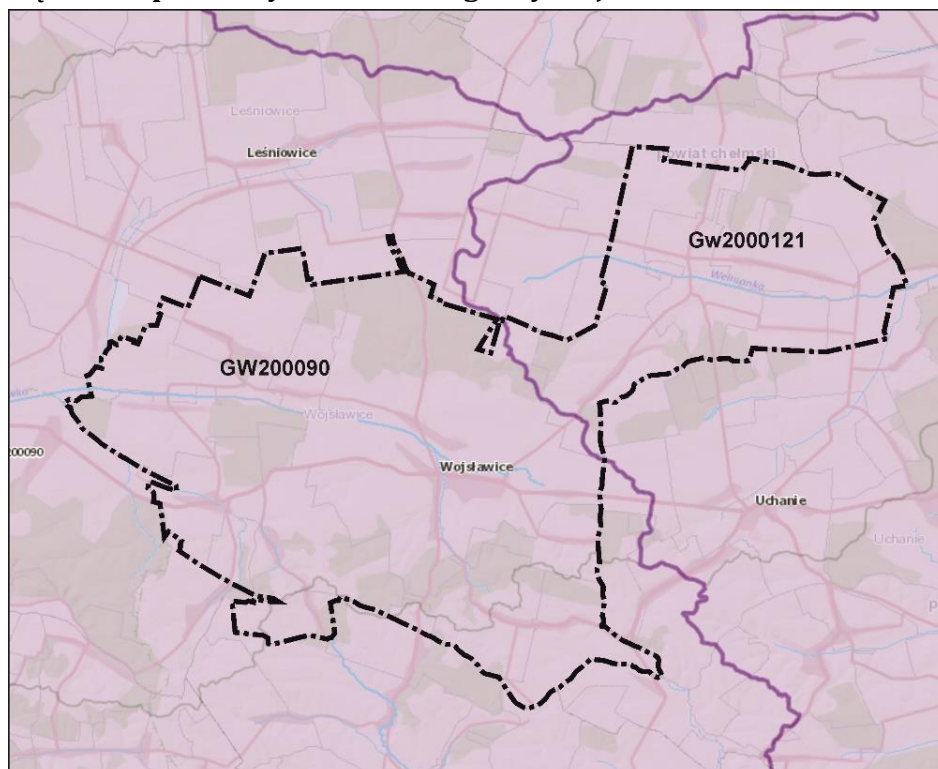 Leśniowice
Leśniowice
Powiat chełmski
Gw2000121
Wełnianka
GW200090
Wojsławice
200090
Wojsławice
Uchanie
Uchanie
p